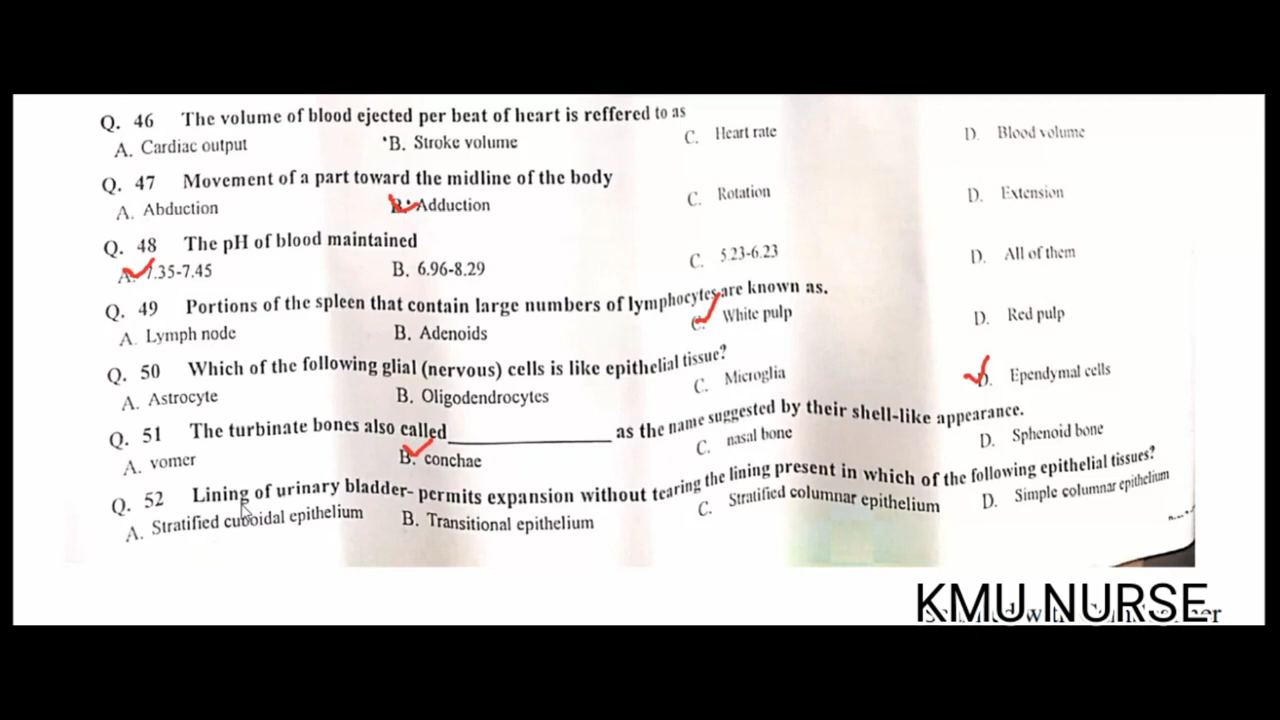 Q. 46 The volume of blood ejected per beat of heart is reffered to as
A. Cardiac output B. Stroke volume C. Heart rate D. Blood volume
Q. 47 Movement of a part toward the midline of the body
A. Abduction B. Adduction C. Rotation D. Extension
Q. 48 The pH of blood maintained
A. 7.35-7.45 B. 6.96-8.29 C. 5.23-6.23 D. All of them
Q. 49 Portions of the spleen that contain large numbers of lymphocytes are known as.
A. Lymph node B. Adenoids C. White pulp D. Red pulp
Q. 50 Which of the following glial (nervous) cells is like epithelial tissue?
A. Astrocyte B. Oligodendrocytes C. Microglia D. Ependymal cells
Q. 51 The turbinate bones also called ______________ as the name suggested by their shell-like appearance.
A. vomer B. conchae C. nasal bone D. Sphenoid bone
Q. 52 Lining of urinary bladder- permits expansion without tearing the lining present in which of the following epithelial tissues?
A. Stratified cuboidal epithelium B. Transitional epithelium C. Stratified columnar epithelium D. Simple columnar epithelium
KMU NURSE